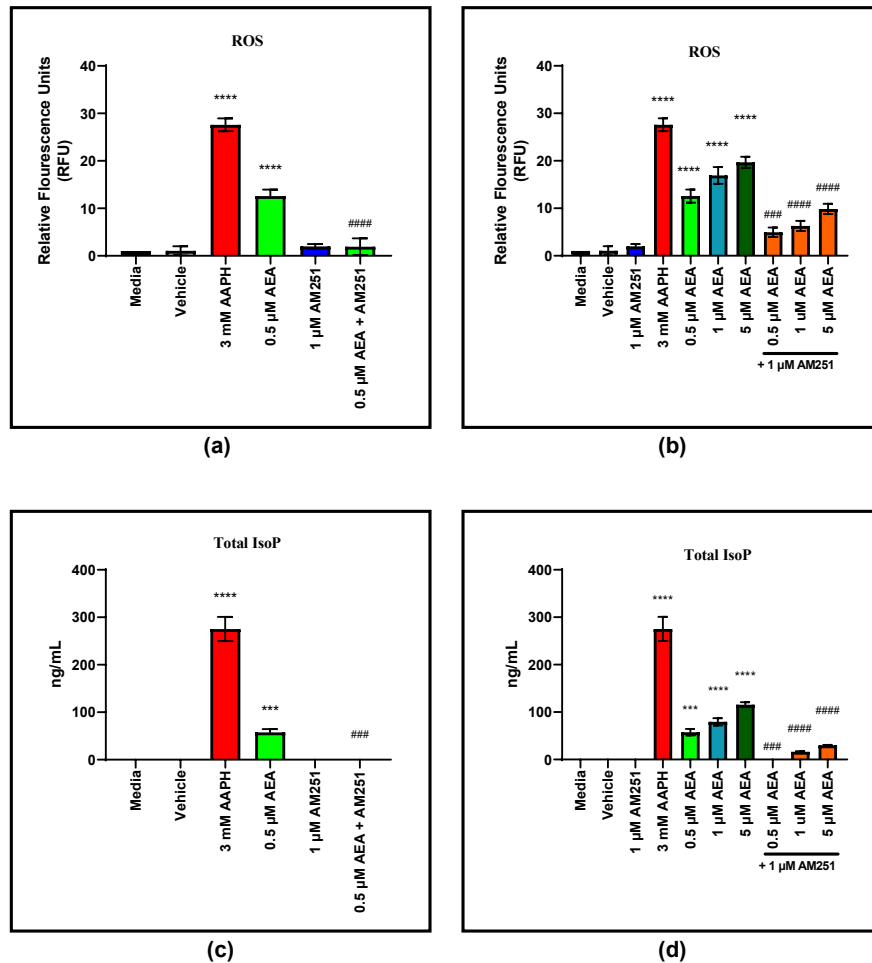 ROS
Relative Flourescence Units
(RFU)
40
30
20
10
0
****
****
####
Media
Vehicle
3 mM AAPH
0.5 µM AEA
1 µM AM251
0.5 µM AEA + AM251
(a)
ROS
Relative Flourescence Units
(RFU)
40
30
20
10
0
****
****
****
****
###
####
####
Media
Vehicle
1 µM AM251
3 mM AAPH
0.5 µM AEA
1 µM AEA
5 µM AEA
0.5 µM AEA
1 uM AEA
5 µM AEA
+ 1 µM AM251
(b)
Total IsoP
ng/mL
400
300
200
100
0
****
***
###
Media
Vehicle
3 mM AAPH
0.5 µM AEA
1 µM AM251
0.5 µM AEA + AM251
(c)
Total IsoP
ng/mL
400
300
200
100
0
****
***
****
****
###
####
####
Media
Vehicle
1 µM AM251
3 mM AAPH
0.5 µM AEA
1 µM AEA
5 µM AEA
0.5 µM AEA
1 uM AEA
5 µM AEA
+ 1 µM AM251
(d)